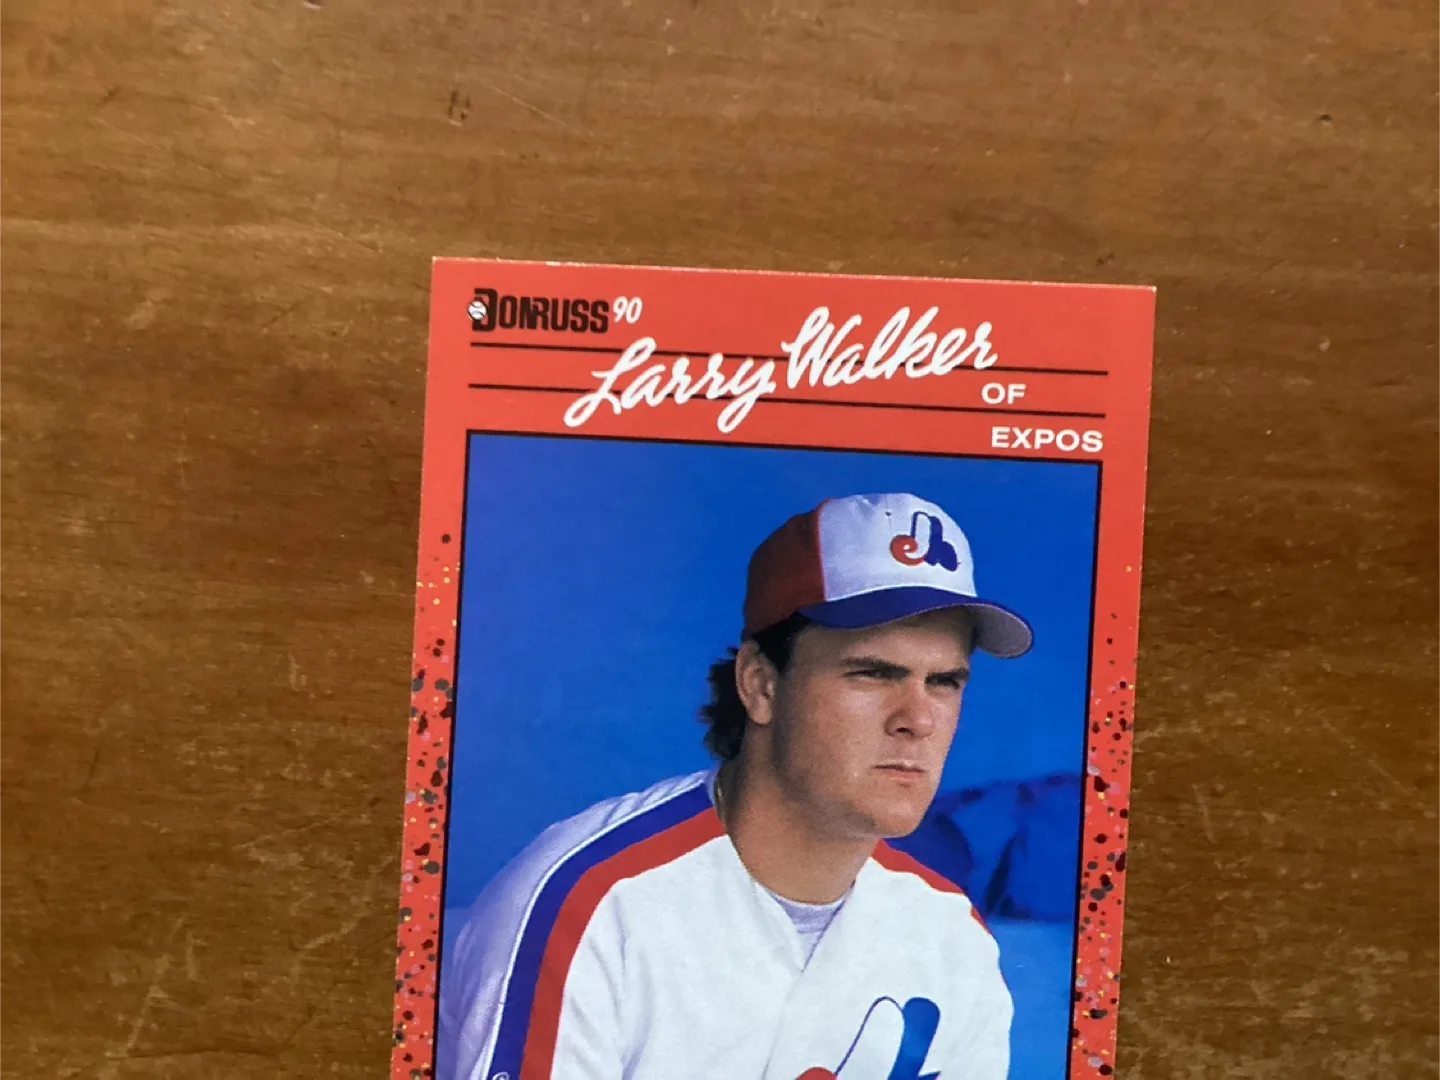 DONRUSS 90
Larry Walker
OF
EXPOS